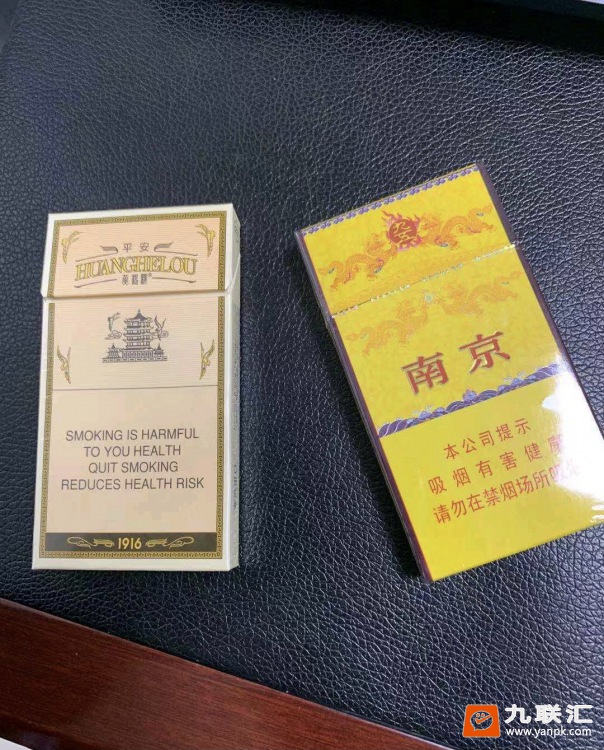 平安
HUANGHELOU
黄鹤楼
SMOKING IS HARMFUL
TO YOU HEALTH
QUIT SMOKING
REDUCES HEALTH RISK
1916
南京
本公司提示
吸烟有害健康
请勿在禁烟场所吸烟
九联汇
www.yanpk.com